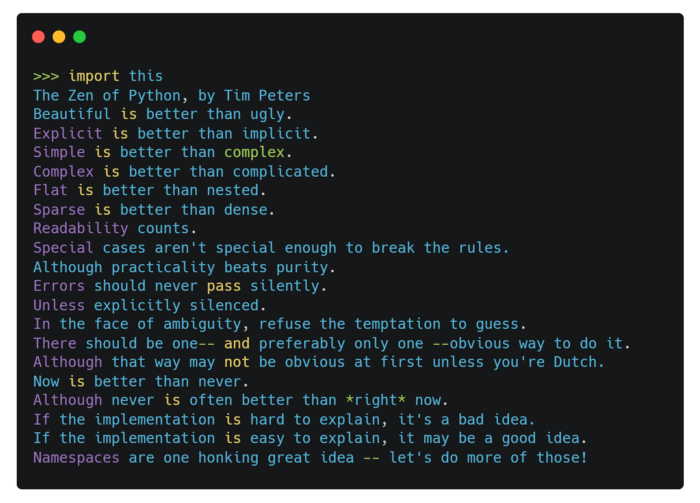 >>> import this
The Zen of Python, by Tim Peters
Beautiful is better than ugly.
Explicit is better than implicit.
Simple is better than complex.
Complex is better than complicated.
Flat is better than nested.
Sparse is better than dense.
Readability counts.
Special cases aren't special enough to break the rules.
Although practicality beats purity.
Errors should never pass silently.
Unless explicitly silenced.
In the face of ambiguity, refuse the temptation to guess.
There should be one-- and preferably only one --obvious way to do it.
Although that way may not be obvious at first unless you're Dutch.
Now is better than never.
Although never is often better than *right* now.
If the implementation is hard to explain, it's a bad idea.
If the implementation is easy to explain, it may be a good idea.
Namespaces are one honking great idea -- let's do more of those!